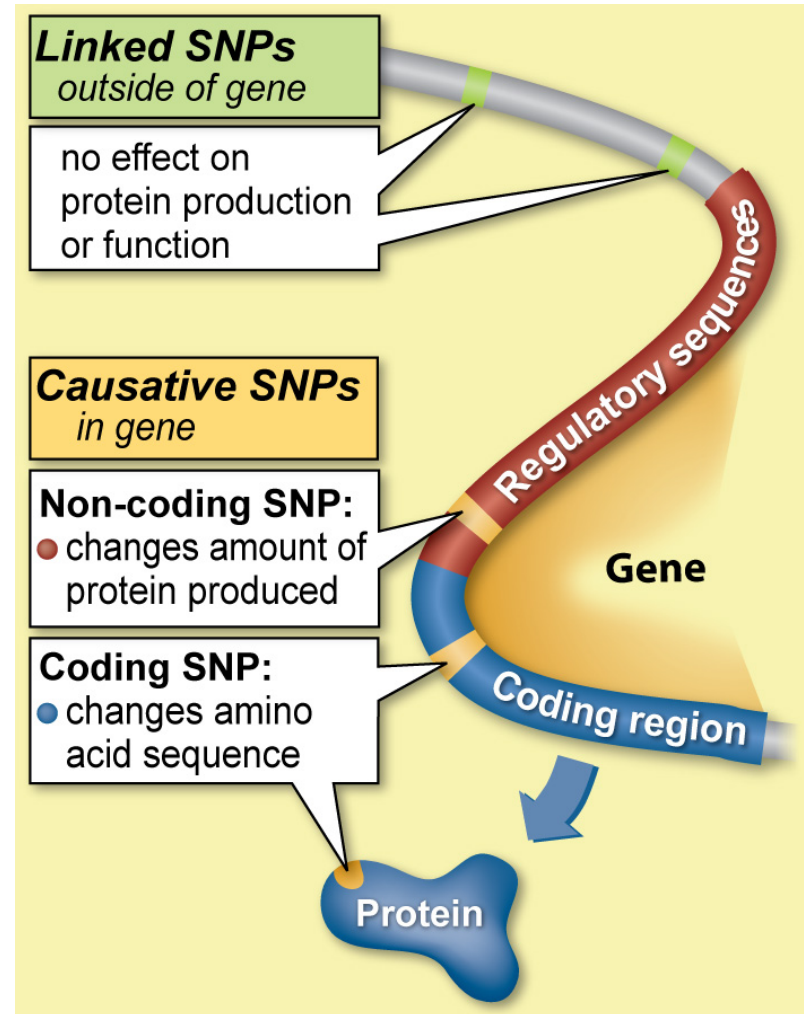 Linked SNPs
outside of gene
no effect on
protein production
or function
Regulatory sequences
Causative SNPs
in gene
Non-coding SNP:
changes amount of
protein produced
Gene
Coding SNP:
changes amino
acid sequence
Coding region
Protein